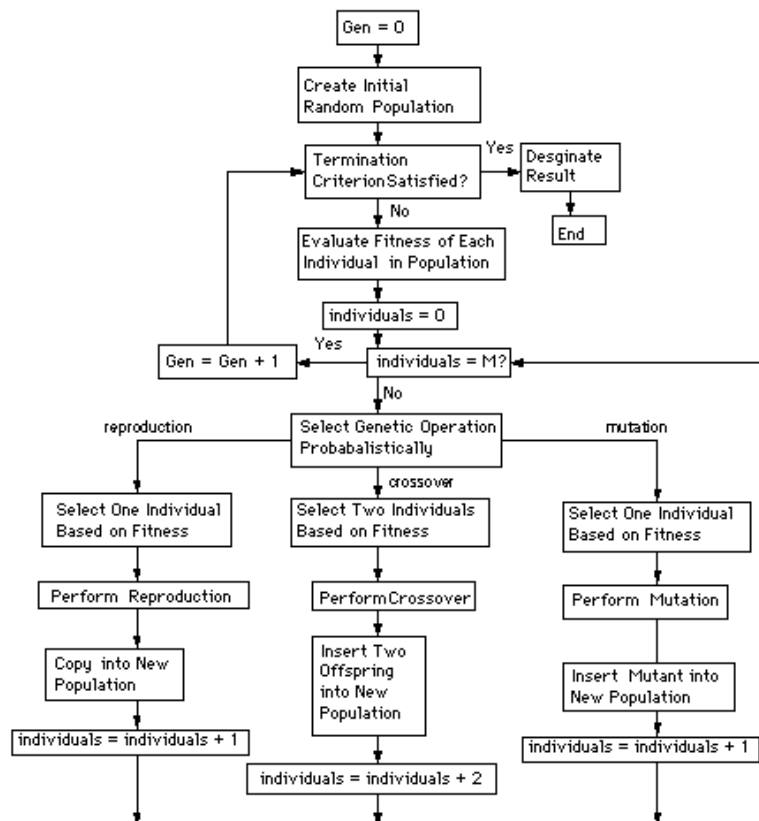 Gen = 0
Create Initial
Random Population
Termination
Criterion Satisfied?
Yes
Desginate
Result
End
No
Evaluate Fitness of Each
Individual in Population
individuals = 0
Gen = Gen + 1
Yes
individuals = M?
No
Select Genetic Operation
Probabalistically
reproduction
crossover
mutation
Select One Individual
Based on Fitness
Perform Reproduction
Copy into New
Population
individuals = individuals + 1
Select Two Individuals
Based on Fitness
Perform Crossover
Insert Two
Offspring
into New
Population
individuals = individuals + 2
Select One Individual
Based on Fitness
Perform Mutation
Insert Mutant into
New Population
individuals = individuals + 1